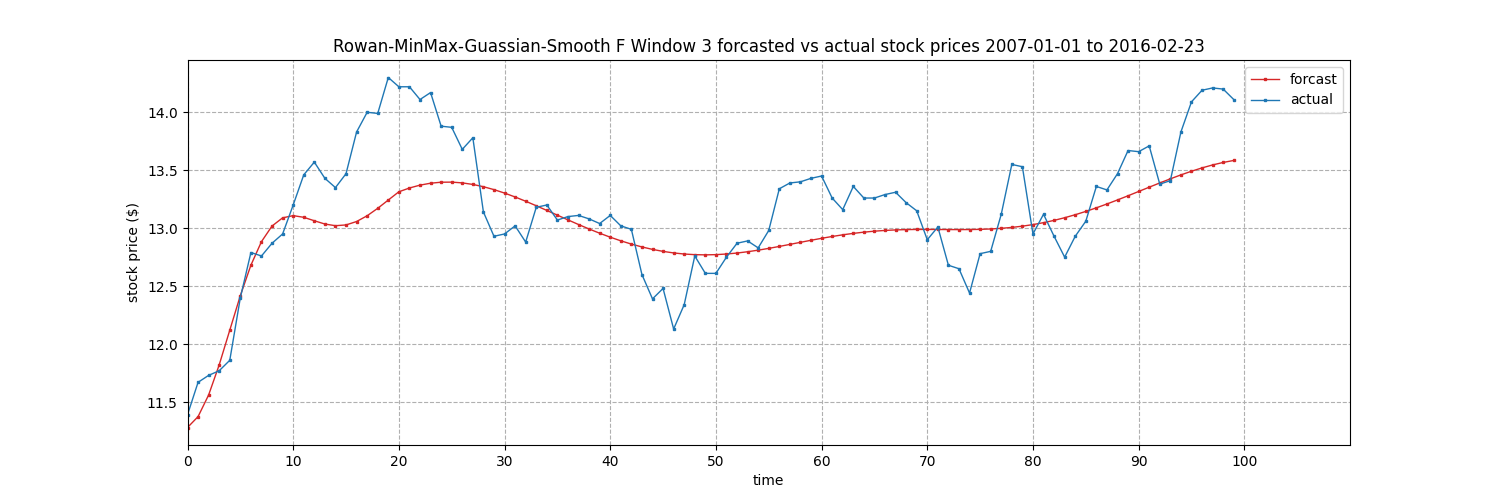 Rowan-MinMax-Guassian-Smooth F Window 3 forcasted vs actual stock prices 2007-01-01 to 2016-02-23
forcast
actual
stock price ($)
14.0
13.5
13.0
12.5
12.0
11.5
0 10 20 30 40 50 60 70 80 90 100
time